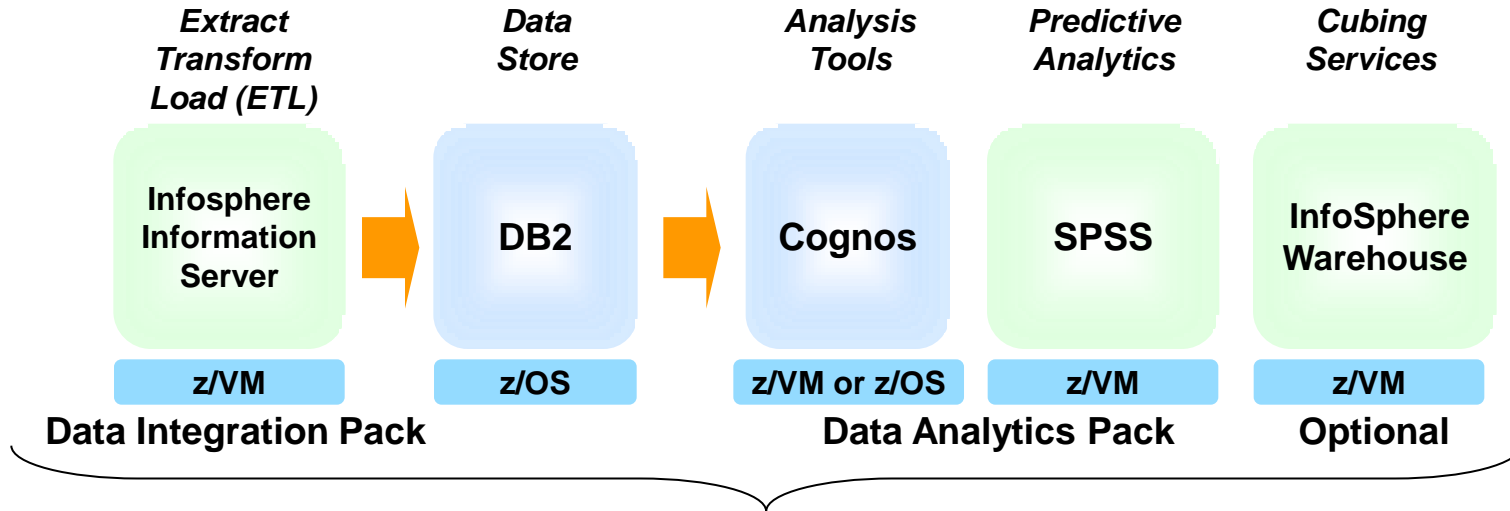 Extract
Transform
Load (ETL)
Data
Store
Analysis
Tools
Predictive
Analytics
Cubing
Services
Infosphere
Information
Server
DB2
Cognos
SPSS
InfoSphere
Warehouse
z/VM
z/OS
z/VM or z/OS
z/VM
z/VM
Data Integration Pack
Data Analytics Pack
Optional